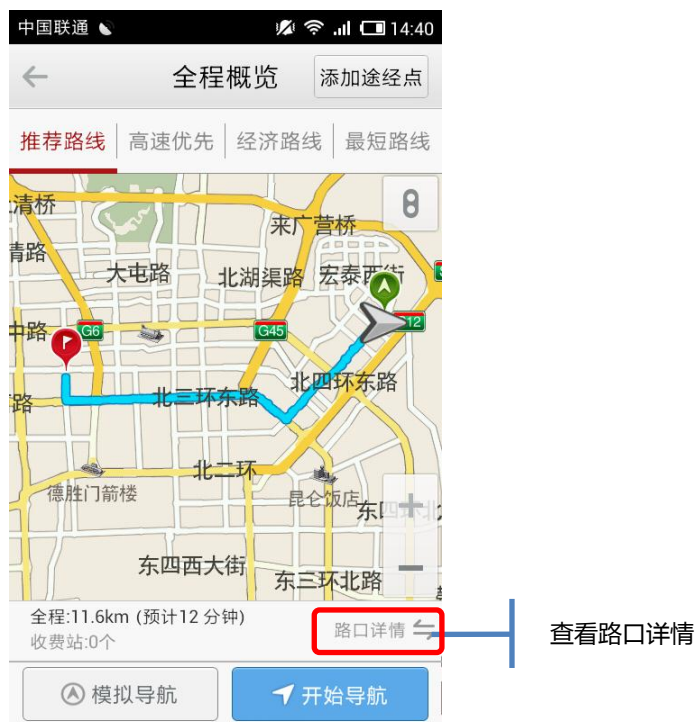 中国联通 14:40
全程概览 添加途经点
推荐路线 高速优先 经济路线 最短路线
清桥
来广营桥
青路
大屯路
北湖渠路
宏泰西街
中路
G6
G45
12
北四环东路
北三环东路
路
北二环
德胜门箭楼
昆仑饭店
东四西大街
东三环北路
全程:11.6km (预计12 分钟)
路口详情
收费站:0个
查看路口详情
模拟导航 开始导航